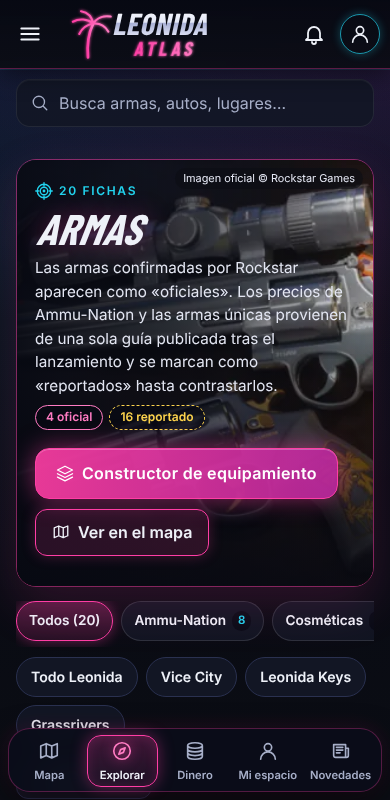 LEONIDA
ATLAS
Busca armas, autos, lugares...
Imagen oficial © Rockstar Games
20 FICHAS
ARMAS
Las armas confirmadas por Rockstar
aparecen como «oficiales». Los precios de
Ammu-Nation y las armas únicas provienen
de una sola guía publicada tras el
lanzamiento y se marcan como
«reportados» hasta contrastarlos.
4 oficial 16 reportado
Constructor de equipamiento
Ver en el mapa
Todos (20) Ammu-Nation 8 Cosméticas
Todo Leonida Vice City Leonida Keys
Grassrivers
Mapa Explorar Dinero Mi espacio Novedades